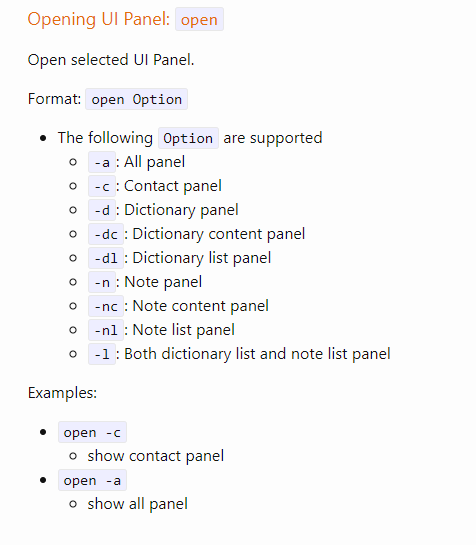 Opening UI Panel: open
Open selected UI Panel.
Format: open Option
The following Option are supported
-a : All panel
-c : Contact panel
-d : Dictionary panel
-dc : Dictionary content panel
-dl : Dictionary list panel
-n : Note panel
-nc : Note content panel
-nl : Note list panel
-l : Both dictionary list and note list panel
Examples:
open -c
show contact panel
open -a
show all panel